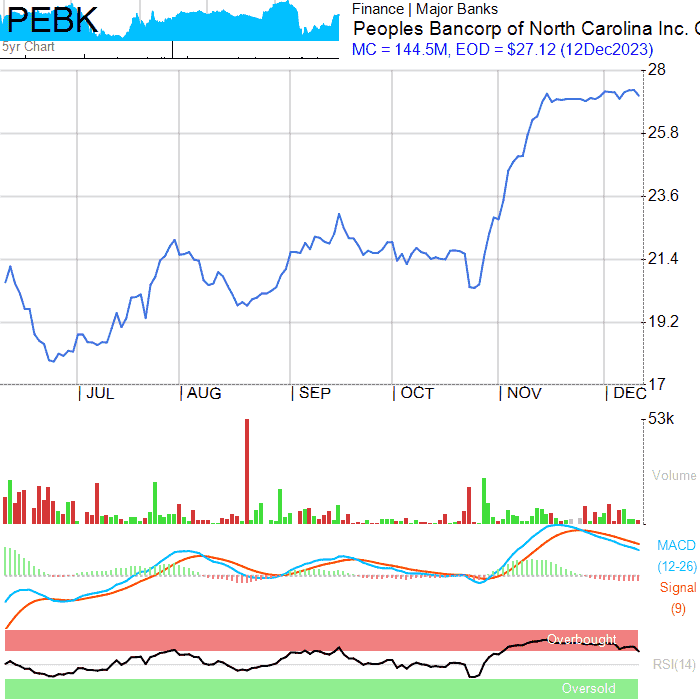 PEBK
5yr Chart
Finance | Major Banks
Peoples Bancorp of North Carolina Inc. C
MC = 144.5M, EOD = $27.12 (12Dec2023)
28
25.8
23.6
21.4
19.2
17
JUL
AUG
SEP
OCT
NOV
DEC
53k
Volume
MACD
(12-26)
Signal
(9)
Overbought
RSI(14)
Oversold